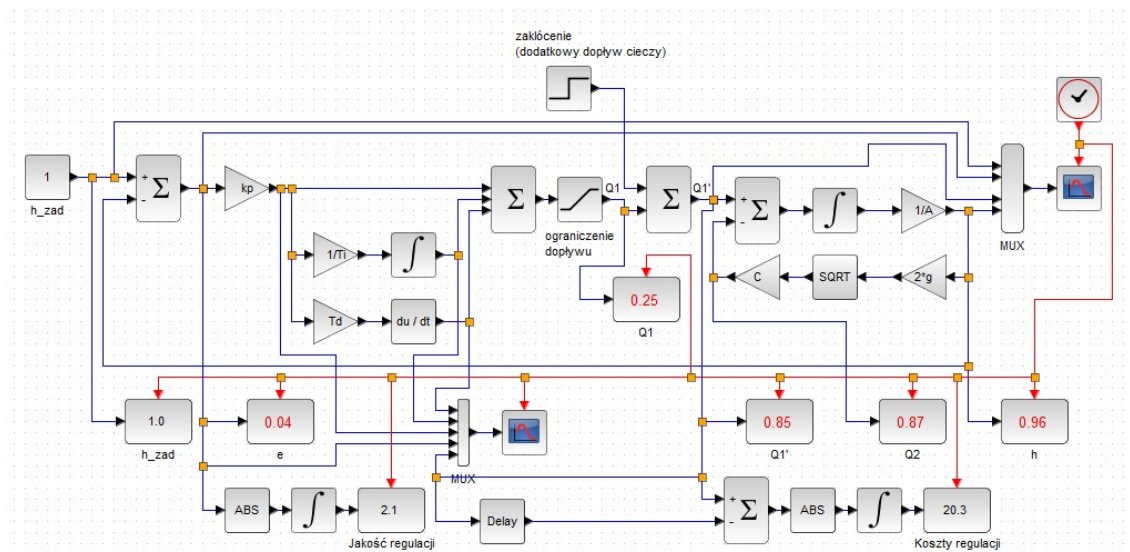 zakłócenie
(dodatkowy dopływ cieczy)
1
h_zad
+
-
Σ
kp
Σ
Q1
ograniczenie
dopływu
Σ
Q1'
+
-
Σ
∫
1/A
MUX
1/Ti
∫
C
SQRT
2*g
Td
du / dt
0.25
Q1
1.0
h_zad
0.04
e
MUX
0.85
Q1'
0.87
Q2
0.96
h
ABS
∫
2.1
Jakość regulacji
Delay
+
-
Σ
ABS
∫
20.3
Koszty regulacji